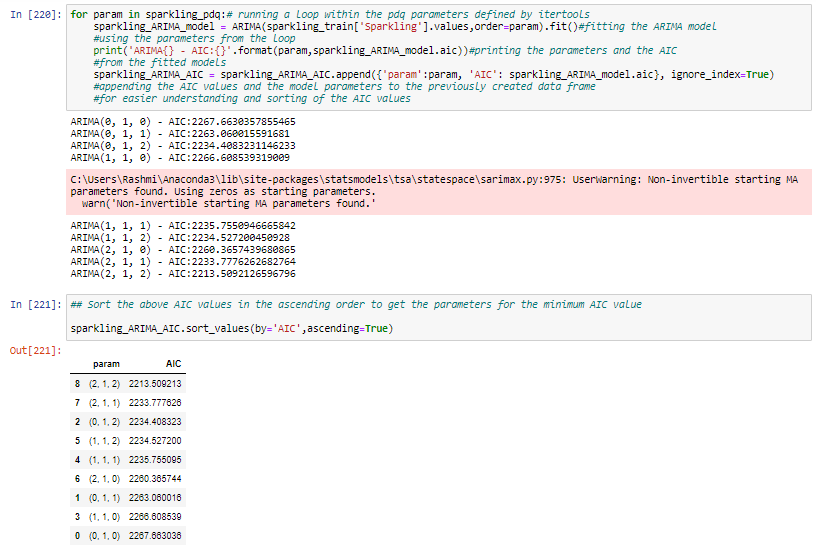 In [220]: for param in sparkling_pdq:# running a loop within the pdq parameters defined by itertools
sparkling_ARIMA_model = ARIMA(sparkling_train['Sparkling'].values,order=param).fit()#fitting the ARIMA model
#using the parameters from the loop
print('ARIMA{} - AIC:{}'.format(param,sparkling_ARIMA_model.aic))#printing the parameters and the AIC
#from the fitted models
sparkling_ARIMA_AIC = sparkling_ARIMA_AIC.append({'param':param, 'AIC': sparkling_ARIMA_model.aic}, ignore_index=True)
#appending the AIC values and the model parameters to the previously created data frame
#for easier understanding and sorting of the AIC values
ARIMA(0, 1, 0) - AIC:2267.6630357855465
ARIMA(0, 1, 1) - AIC:2263.060015591681
ARIMA(0, 1, 2) - AIC:2234.4083231146233
ARIMA(1, 1, 0) - AIC:2266.608539319009
C:\Users\Rashmi\Anaconda3\lib\site-packages\statsmodels\tsa\statespace\sarimax.py:975: UserWarning: Non-invertible starting MA
parameters found. Using zeros as starting parameters.
warn('Non-invertible starting MA parameters found.'
ARIMA(1, 1, 1) - AIC:2235.7550946665842
ARIMA(1, 1, 2) - AIC:2234.527200450928
ARIMA(2, 1, 0) - AIC:2260.3657439680865
ARIMA(2, 1, 1) - AIC:2233.7776262682764
ARIMA(2, 1, 2) - AIC:2213.5092126596796
In [221]: ## Sort the above AIC values in the ascending order to get the parameters for the minimum AIC value
sparkling_ARIMA_AIC.sort_values(by='AIC',ascending=True)
Out[221]:
param AIC
8 (2, 1, 2) 2213.509213
7 (2, 1, 1) 2233.777626
2 (0, 1, 2) 2234.408323
5 (1, 1, 2) 2234.527200
4 (1, 1, 1) 2235.755095
6 (2, 1, 0) 2260.365744
1 (0, 1, 1) 2263.060016
3 (1, 1, 0) 2266.608539
0 (0, 1, 0) 2267.663036